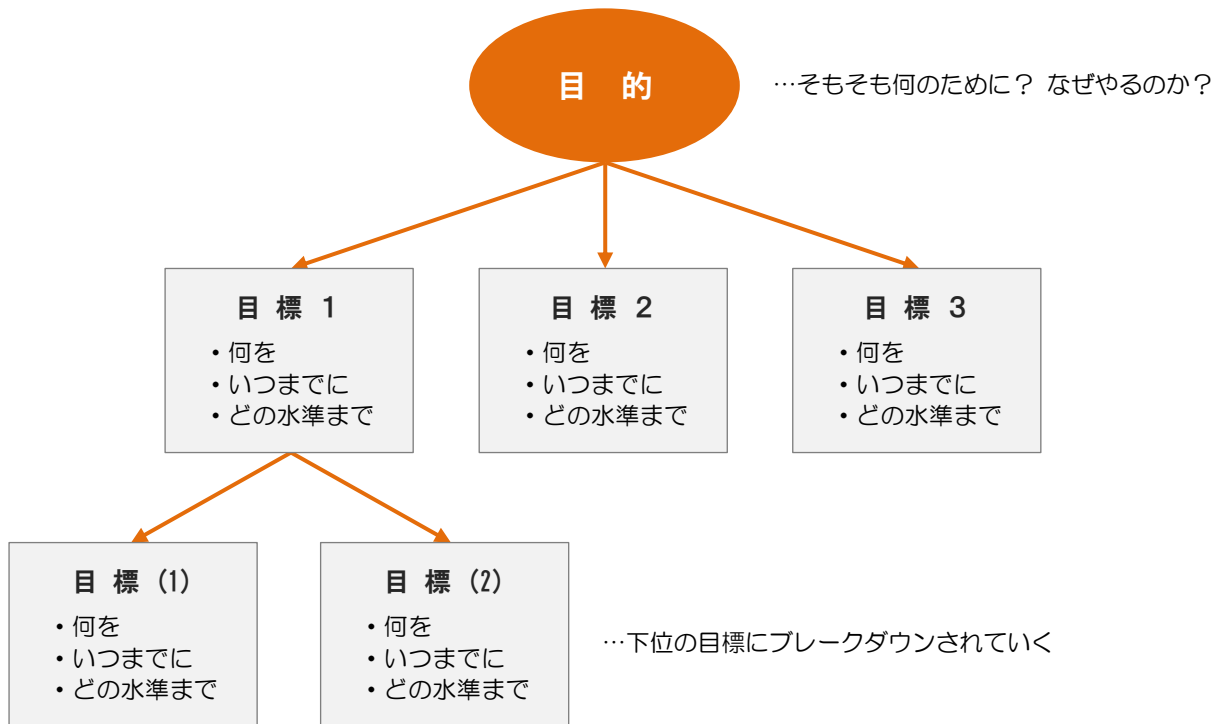 目 的
…そもそも何のために？ なぜやるのか？
目 標 1
・何を
・いつまでに
・どの水準まで
目 標 2
・何を
・いつまでに
・どの水準まで
目 標 3
・何を
・いつまでに
・どの水準まで
目 標 (1)
・何を
・いつまでに
・どの水準まで
目 標 (2)
・何を
・いつまでに
・どの水準まで
…下位の目標にブレークダウンされていく